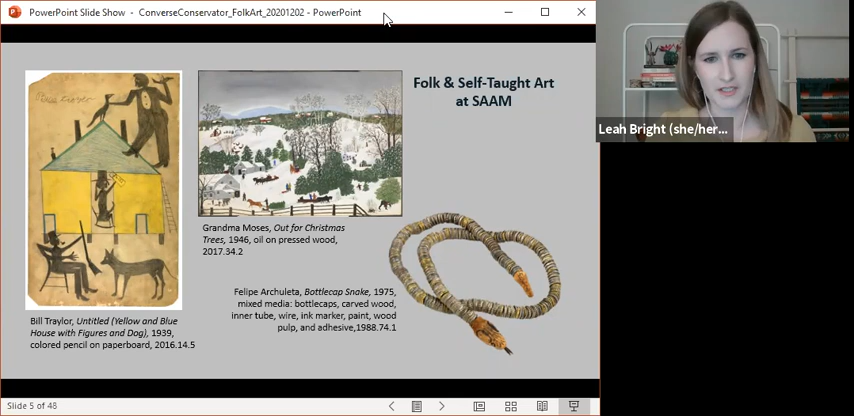 PowerPoint Slide Show - ConverseConservator_FolkArt_20201202 - PowerPoint
Folk & Self-Taught Art
at SAAM
Grandma Moses, Out for Christmas
Trees, 1946, oil on pressed wood,
2017.34.2
Felipe Archuleta, Bottlecap Snake, 1975,
mixed media: bottlecaps, carved wood,
inner tube, wire, ink marker, paint, wood
pulp, and adhesive,1988.74.1
Bill Traylor, Untitled (Yellow and Blue
House with Figures and Dog), 1939,
colored pencil on paperboard, 2016.14.5
Leah Bright (she/her...
Slide 5 of 48